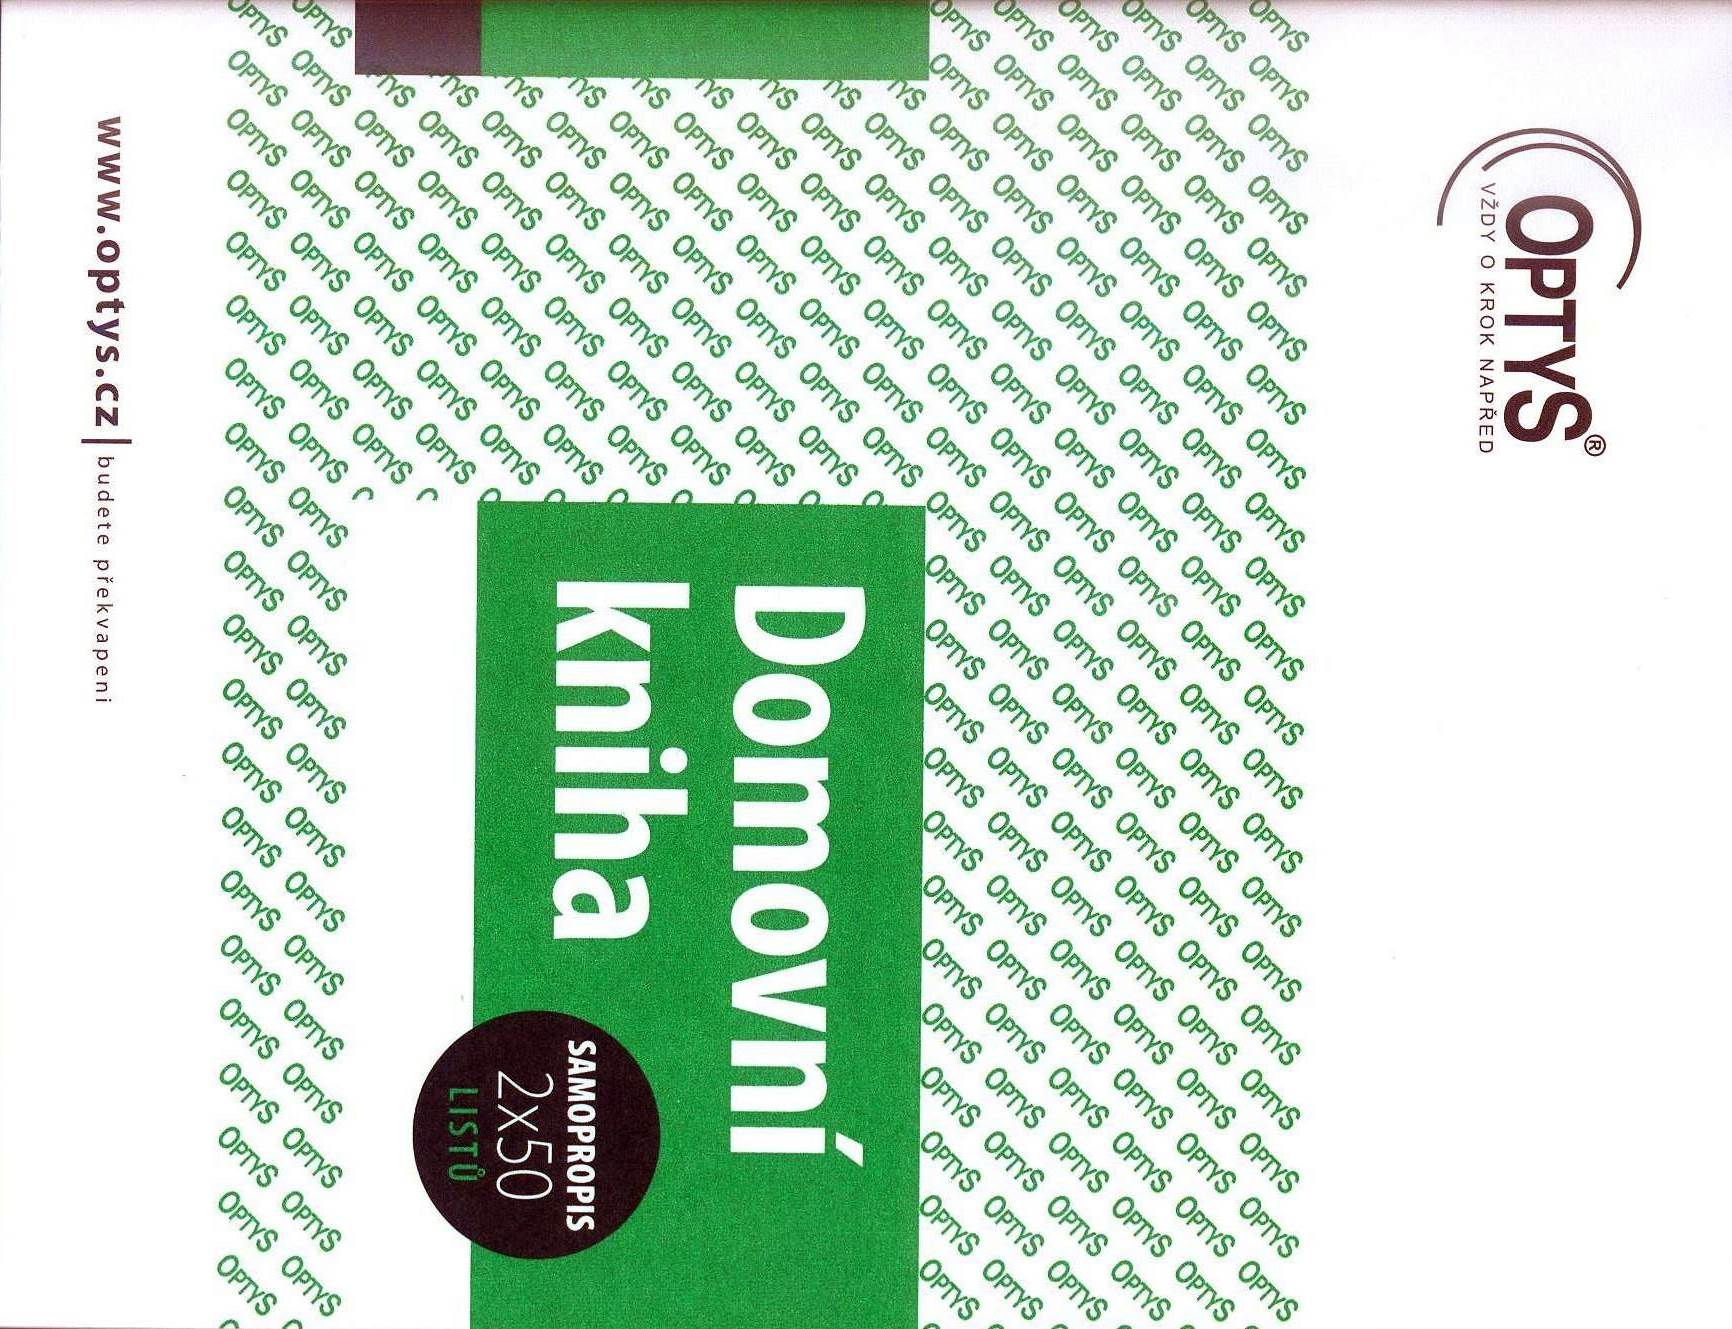 OPTYS®
VŽDY O KROK NAPŘED
Domovní
kniha
SAMOPROPIS
2x50
LISTŮ
www.optys.cz | budete překvapeni